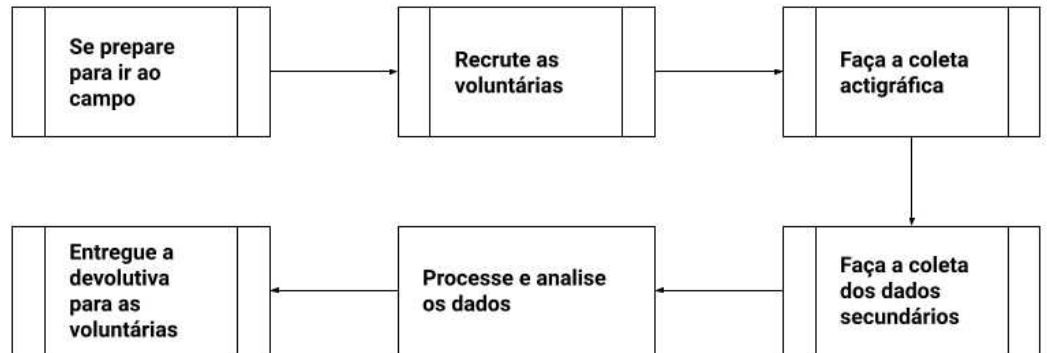 Se prepare
para ir ao
campo
Recrute as
voluntárias
Faça a coleta
actigráfica
Faça a coleta
dos dados
secundários
Processe e analise
os dados
Entregue a
devolutiva
para as
voluntárias